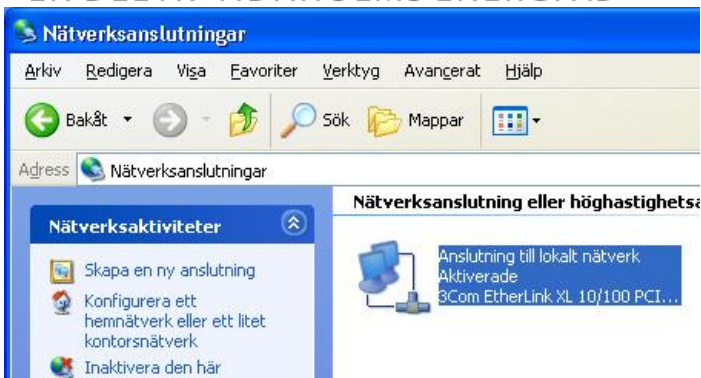 Nätverksanslutningar
Arkiv Redigera Visa Favoriter Verktyg Avancerat Hjälp
Bakåt Sök Mappar
Adress Nätverksanslutningar
Nätverksaktiviteter
Skapa en ny anslutning
Konfigurera ett
hemnätverk eller ett litet
kontorsnätverk
Inaktivera den här
Nätverksanslutning eller höghastighetsa
Anslutning till lokalt nätverk
Aktiverade
3Com EtherLink XL 10/100 PCI...